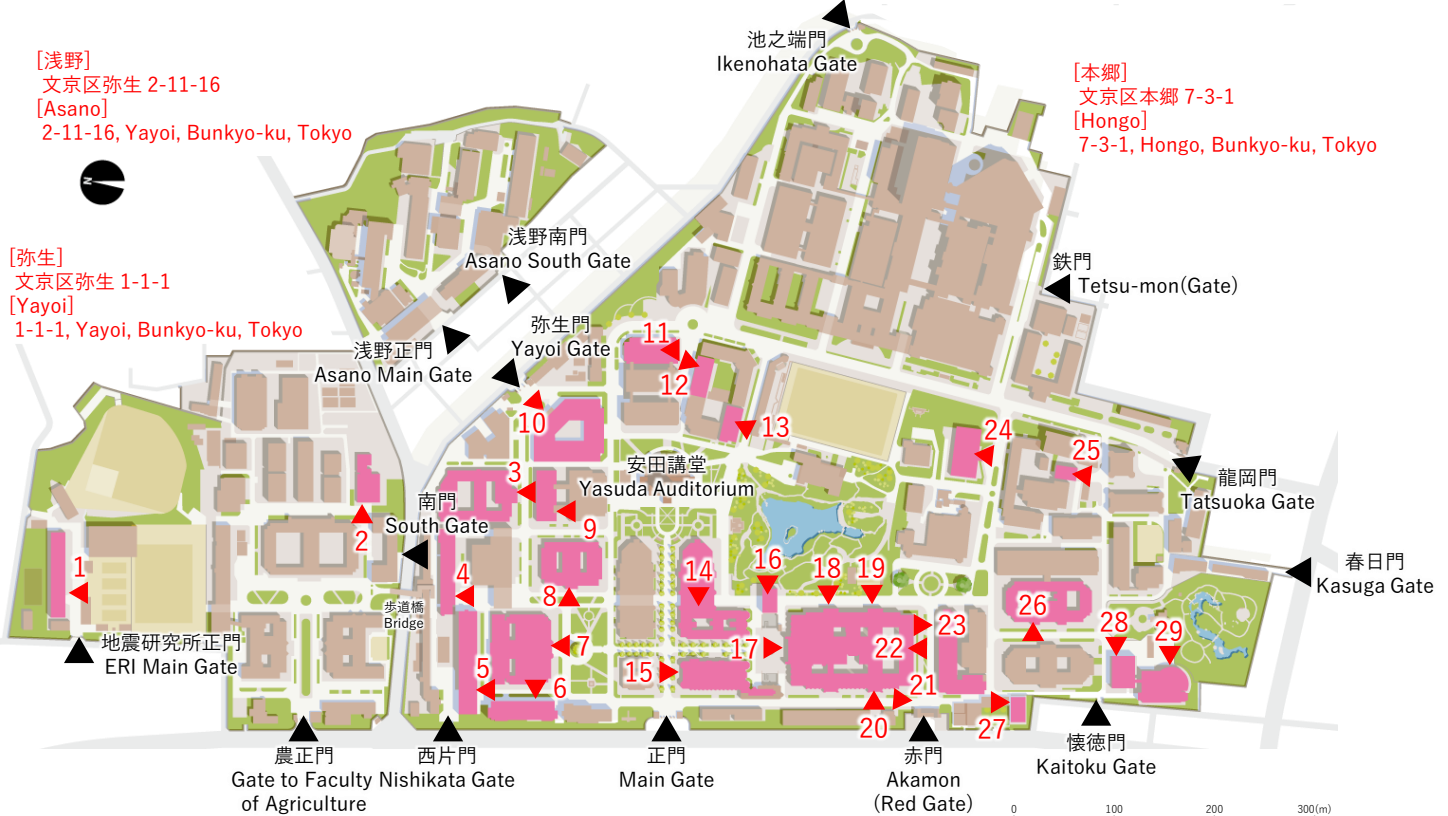 [浅野]
文京区弥生 2-11-16
[Asano]
2-11-16, Yayoi, Bunkyo-ku, Tokyo
N
[弥生]
文京区弥生 1-1-1
[Yayoi]
1-1-1, Yayoi, Bunkyo-ku, Tokyo
池之端門
Ikenohata Gate
[本郷]
文京区本郷 7-3-1
[Hongo]
7-3-1, Hongo, Bunkyo-ku, Tokyo
浅野南門
Asano South Gate
鉄門
Tetsu-mon(Gate)
浅野正門
Asano Main Gate
弥生門
Yayoi Gate
11
12
10
13
24
25
3
安田講堂
Yasuda Auditorium
龍岡門
Tatsuoka Gate
南門
South Gate
9
2
1
4
歩道橋
Bridge
8
14
16
18
19
26
春日門
Kasuga Gate
地震研究所正門
ERI Main Gate
7
17
22
23
28
29
5
6
15
20
21
27
農正門
Gate to Faculty
of Agriculture
西片門
Nishikata Gate
正門
Main Gate
赤門
Akamon
(Red Gate)
懐徳門
Kaitoku Gate
0
100
200
300(m)